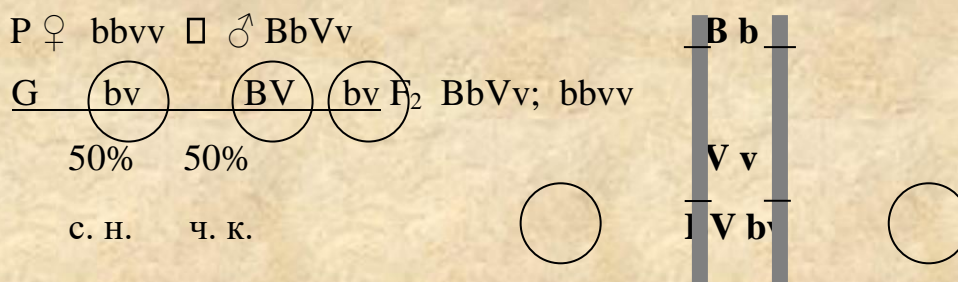 P ♀ bbvv ▯ ♂ BbVv B b
G bv BV bv F₂ BbVv; bbvv
50% 50% V v
с. н. ч. к. V b